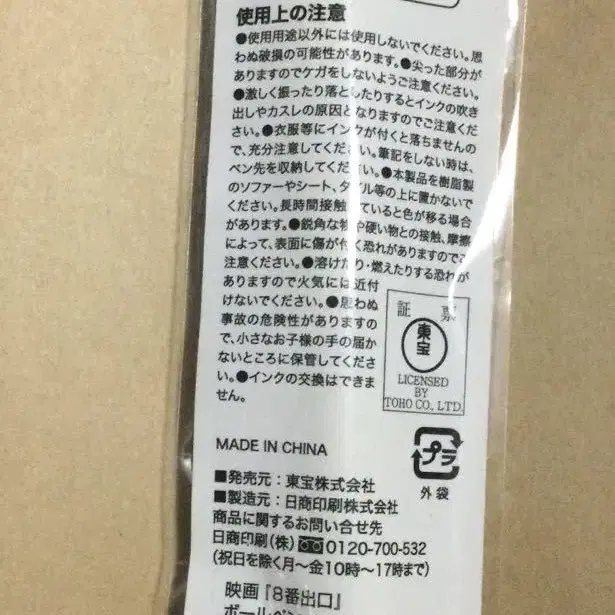 使用上の注意
●使用用途以外には使用しないでください。思
わぬ破損の可能性があります。●尖った部分が
ありますのでケガをしないようご注意ください。
●激しく振ったり落としたりするとインクの吹き
出しやカスレの原因となりますのでご注意くだ
さい。●衣服等にインクが付くと落ちませんの
で、充分注意してください。筆記をしない時は、
ペン先を収納してください。●本製品を樹脂製
のソファーやシート、タイル等の上に置かないで
ください。長時間接触していると色が移る場合
があります。●鋭角な物や硬い物との接触、摩擦
によって、表面に傷が付く恐れがありますのでご
注意ください。●溶けたり・燃えたりする恐れが
ありますので火気には近付
けないでください。●思わぬ
事故の危険性があります
ので、小さなお子様の手の届か
ないところに保管してくださ
い。●インクの交換はできま
せん。
証 票
東宝
LICENSED
BY
TOHO CO., LTD.
MADE IN CHINA
プラ
外袋
■発売元：東宝株式会社
■製造元：日商印刷株式会社
商品に関するお問い合せ先
日商印刷(株) 0120-700-532
(祝日を除く月〜金10時〜17時まで)
映画『8番出口』
ボールペン